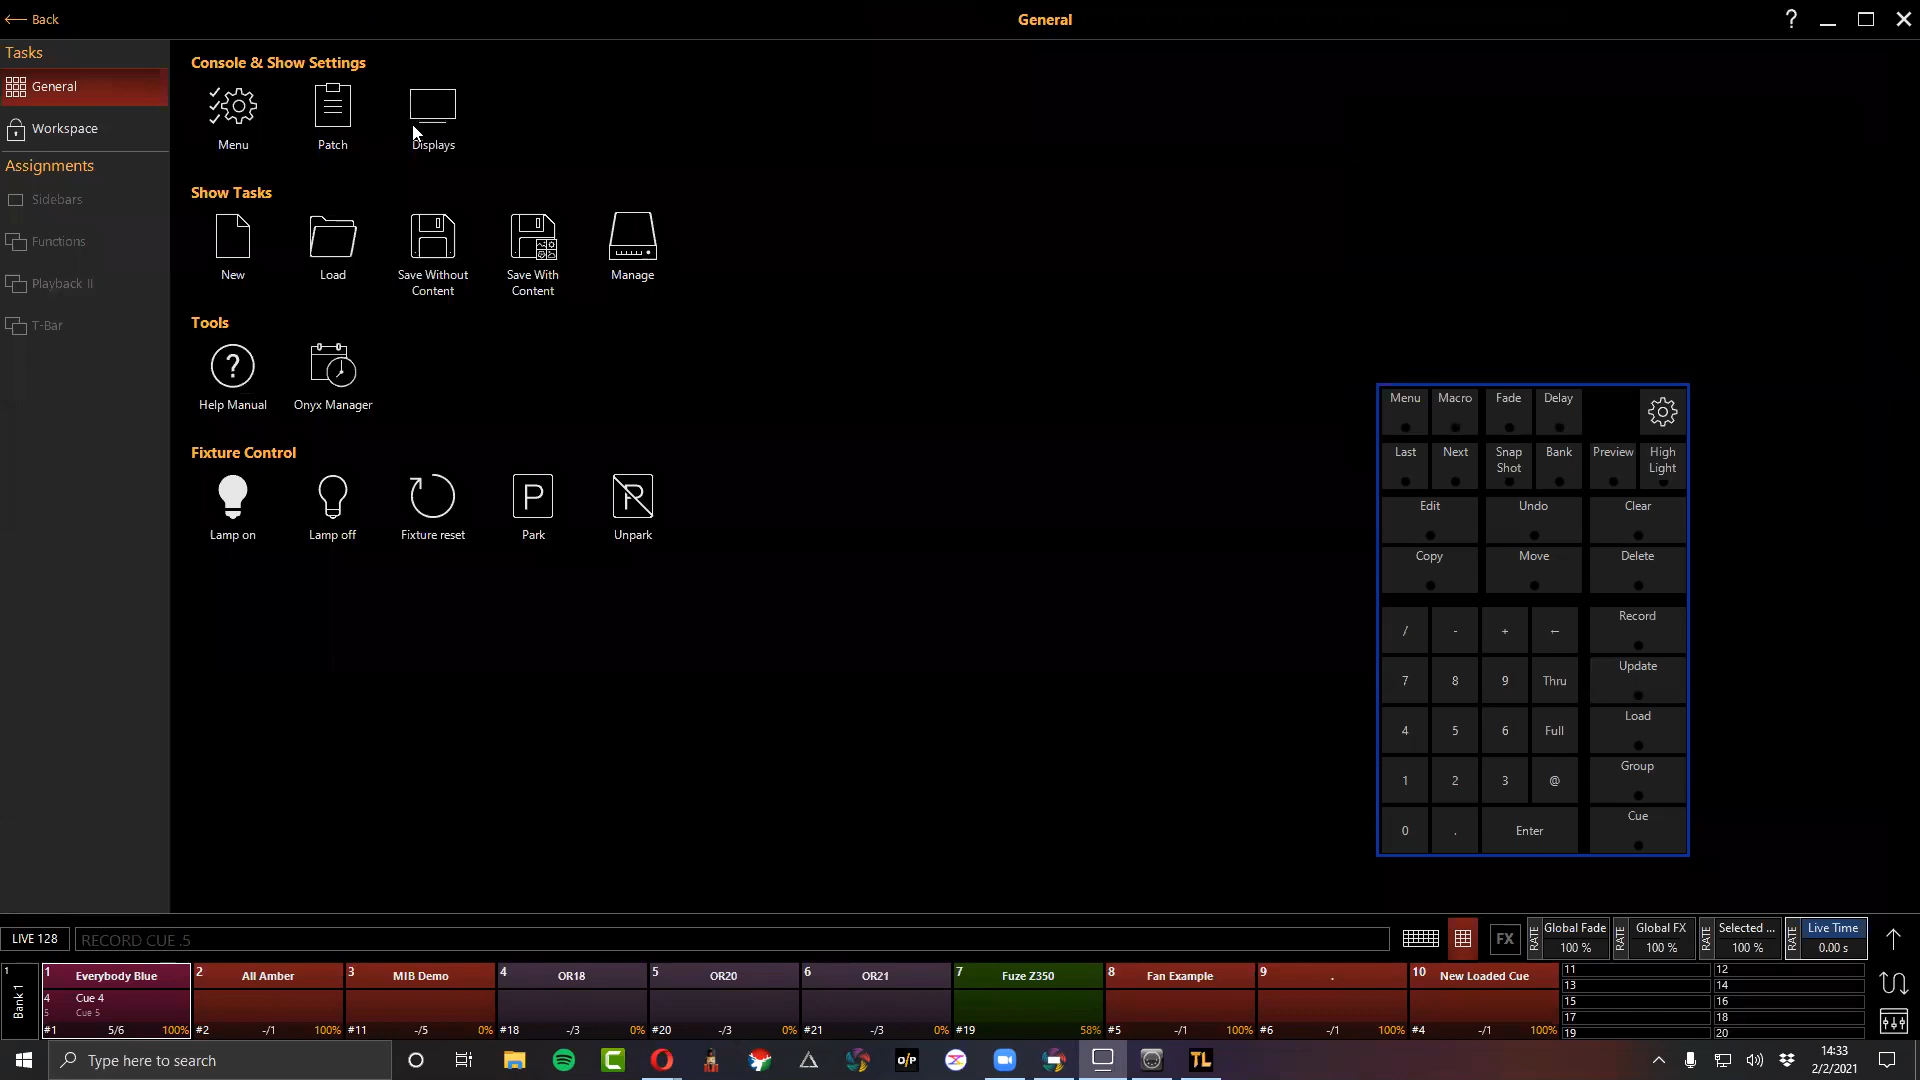 Back
General
Tasks
General
Workspace
Assignments
Sidebars
Functions
Playback II
T-Bar
Console & Show Settings
Menu
Patch
Displays
Show Tasks
New
Load
Save Without
Content
Save With
Content
Manage
Tools
?
Help Manual
Onyx Manager
Fixture Control
P
R
Lamp on
Lamp off
Fixture reset
Park
Unpark
Menu Macro Fade Delay
Last Next Snap Shot Bank Preview High Light
Edit Undo Clear
Copy Move Delete
/ - + ← Record
7 8 9 Thru Update
4 5 6 Full Load
1 2 3 @ Group
0 . Enter Cue
LIVE 128
RECORD CUE .5
FX
RATE Global Fade 100 %
RATE Global FX 100 %
RATE Selected ... 100 %
RATE Live Time 0.00 s
1 Bank 1
1 Everybody Blue
4 Cue 4
5 Cue 5
#1 5/6 100%
2 All Amber
#2 -/1 100%
3 MIB Demo
#11 -/5 0%
4 OR18
#18 -/3 0%
5 OR20
#20 -/3 0%
6 OR21
#21 -/3 0%
7 Fuze Z350
#19 58%
8 Fan Example
#5 -/1 100%
9 .
#6 -/1 100%
10 New Loaded Cue
#4 -/1 100%
11 12
13 14
15 16
17 18
19 20
Type here to search
o/p
TL
14:33
2/2/2021